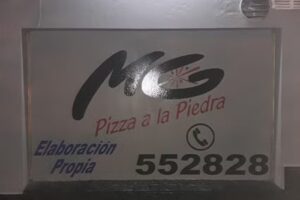 MG
Pizza a la Piedra
Elaboración
Propia
552828